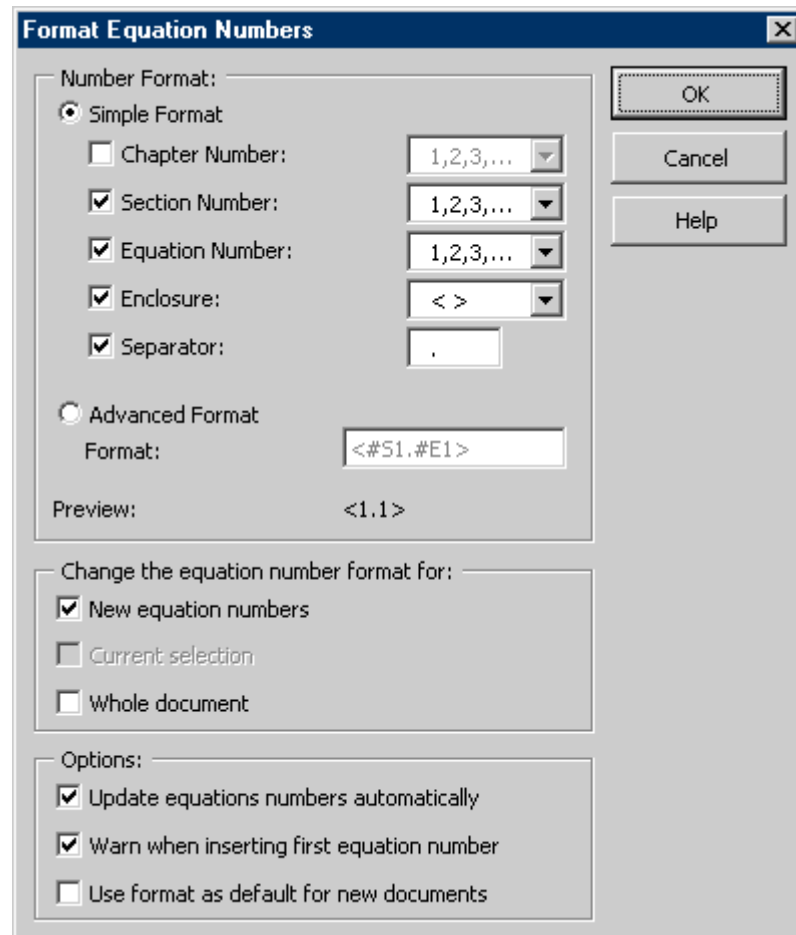 Format Equation Numbers
Number Format:
Simple Format
Chapter Number: 1,2,3,...
Section Number: 1,2,3,...
Equation Number: 1,2,3,...
Enclosure: < >
Separator: .
Advanced Format
Format: <#S1.#E1>
Preview: <1.1>
Change the equation number format for:
New equation numbers
Current selection
Whole document
Options:
Update equations numbers automatically
Warn when inserting first equation number
Use format as default for new documents
OK
Cancel
Help